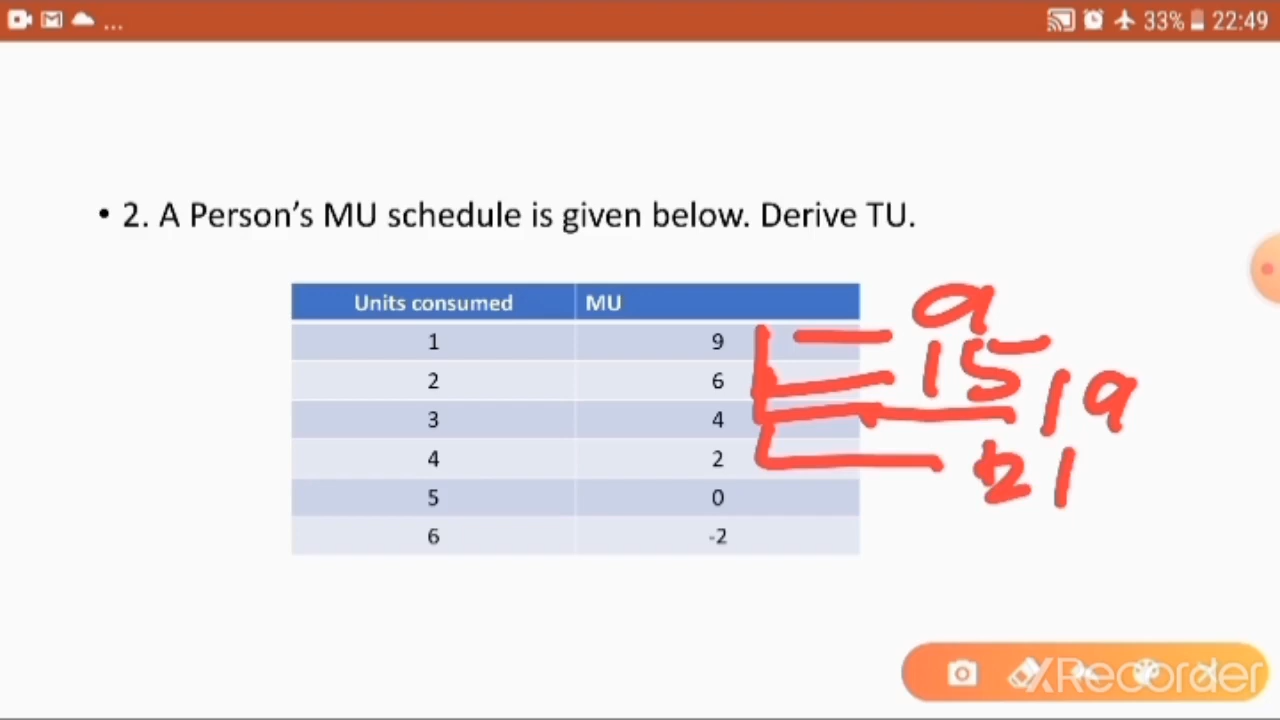 ... 33% 22:49
• 2. A Person's MU schedule is given below. Derive TU.
Units consumed MU
1 9 9
2 6 15
3 4 19
4 2 21
5 0
6 -2
XRecorder